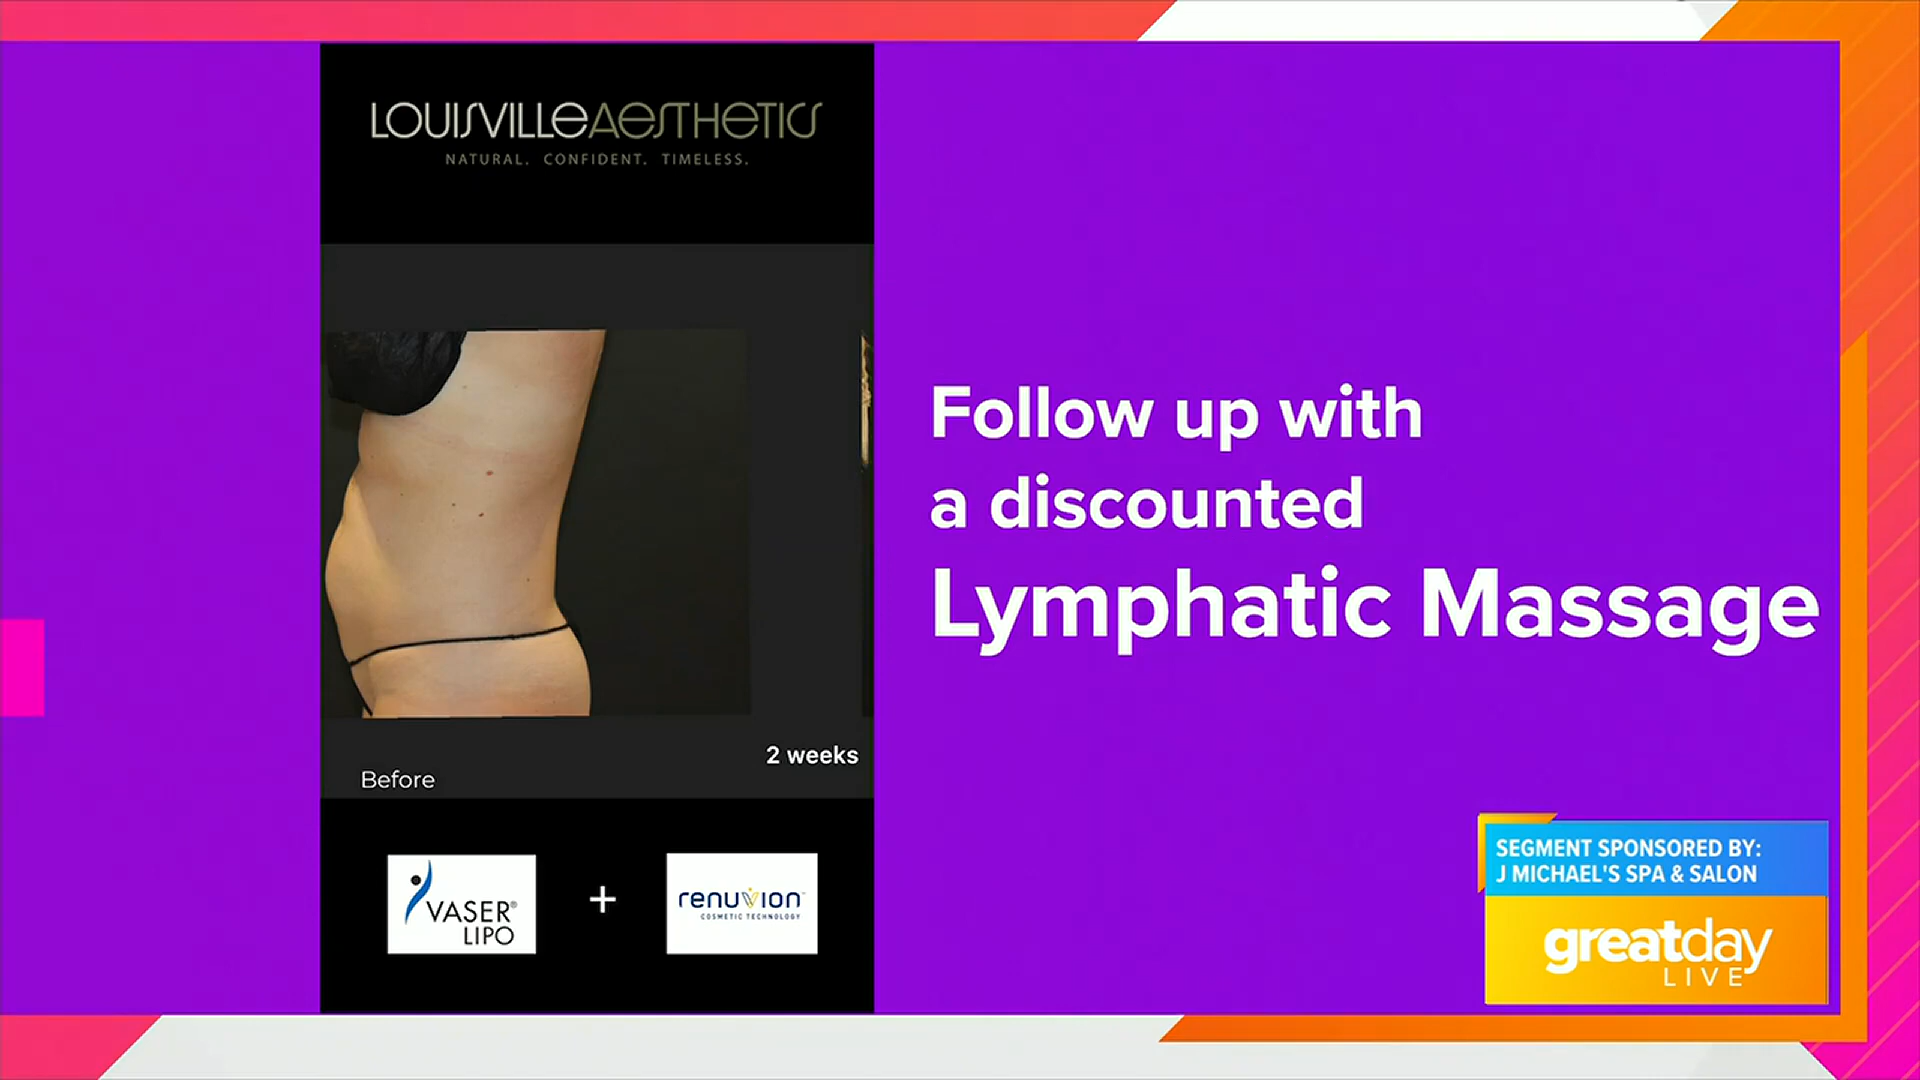 LOUISVILLEAESTHETICS
NATURAL. CONFIDENT. TIMELESS.
Follow up with
a discounted
Lymphatic Massage
2 weeks
Before
VASER®
LIPO
+
renuvion™
COSMETIC TECHNOLOGY
SEGMENT SPONSORED BY:
J MICHAEL'S SPA & SALON
greatday
LIVE